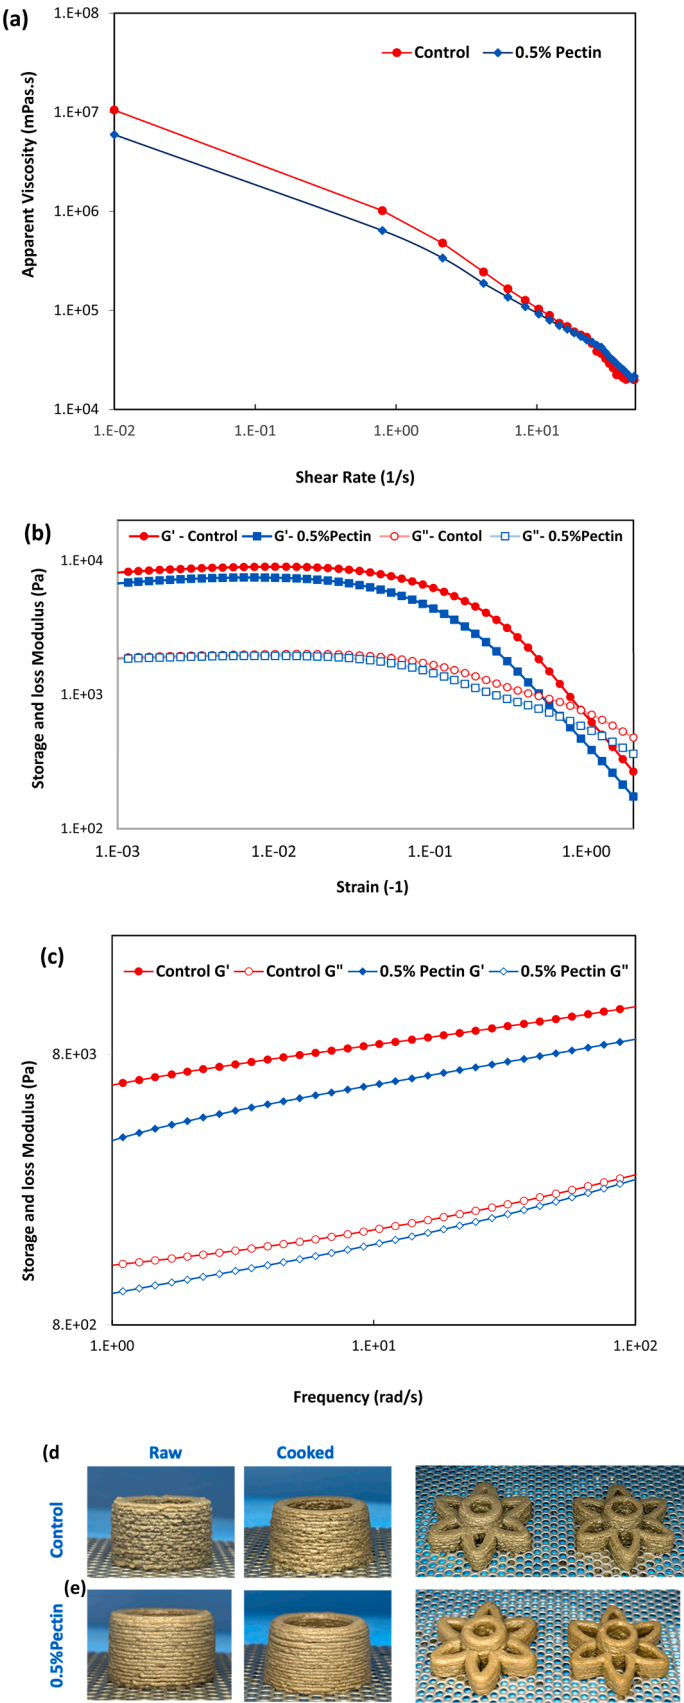 (a)
1.E+08
Control
0.5% Pectin
1.E+07
1.E+06
1.E+05
1.E+04
Apparent Viscosity (mPas.s)
1.E-02
1.E-01
1.E+00
1.E+01
Shear Rate (1/s)
(b)
G' - Control
G'- 0.5%Pectin
G"- Contol
G"- 0.5%Pectin
1.E+04
1.E+03
1.E+02
Storage and loss Modulus (Pa)
1.E-03
1.E-02
1.E-01
1.E+00
Strain (-1)
(c)
Control G'
Control G"
0.5% Pectin G'
0.5% Pectin G"
8.E+03
8.E+02
Storage and loss Modulus (Pa)
1.E+00
1.E+01
1.E+02
Frequency (rad/s)
(d)
Raw
Cooked
Control
(e)
0.5%Pectin